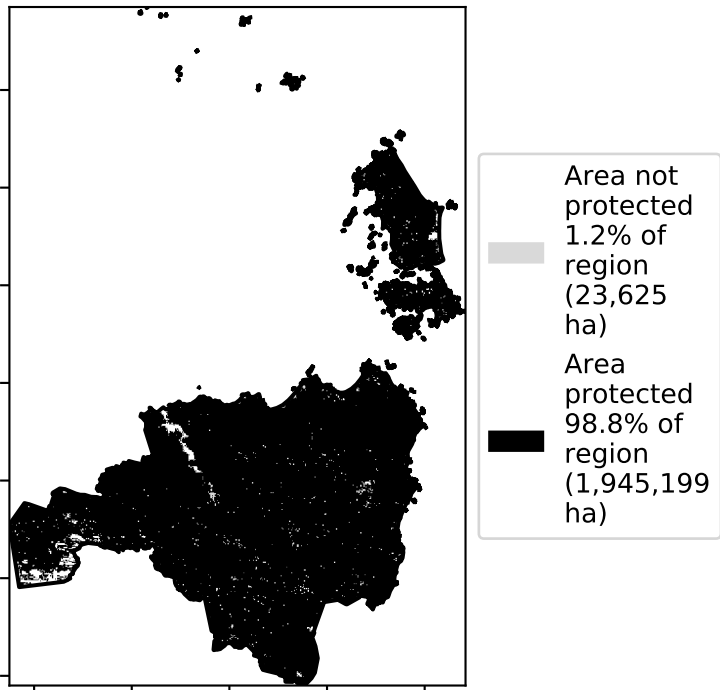 Area not
protected
1.2% of
region
(23,625
ha)
Area
protected
98.8% of
region
(1,945,199
ha)